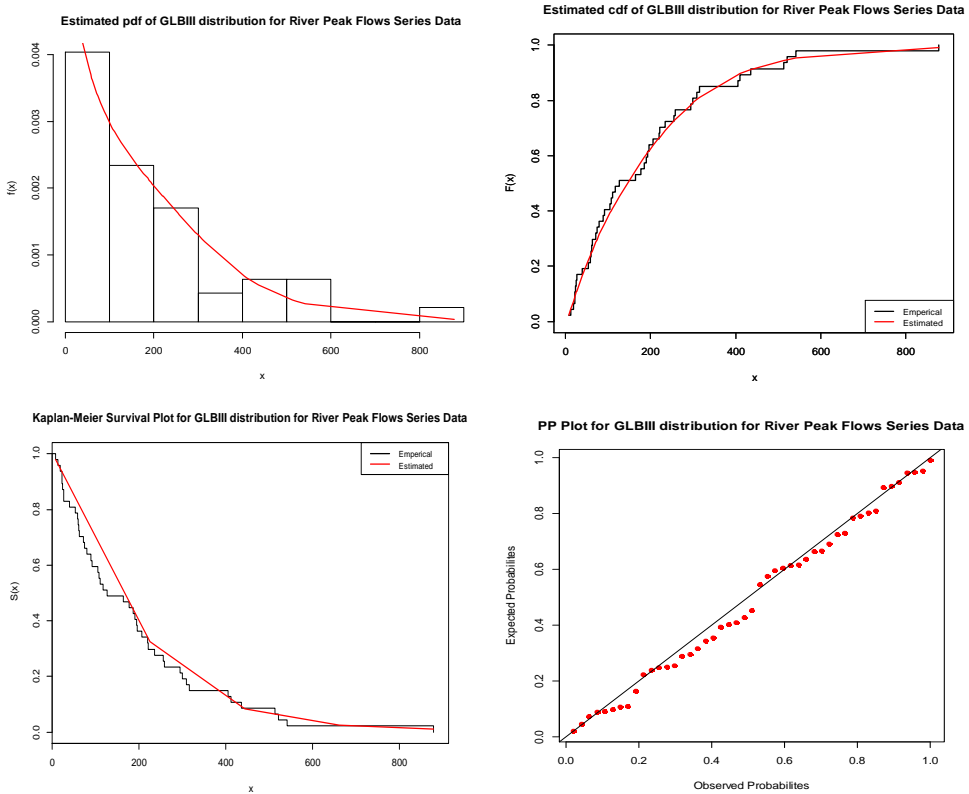 Estimated pdf of GLBIII distribution for River Peak Flows Series Data
f(x)
0.004
0.003
0.002
0.001
0.000
0 200 400 600 800
x
Estimated cdf of GLBIII distribution for River Peak Flows Series Data
F(x)
1.0
0.8
0.6
0.4
0.2
0.0
Emperical
Estimated
0 200 400 600 800
x
Kaplan-Meier Survival Plot for GLBIII distribution for River Peak Flows Series Data
Emperical
Estimated
S(x)
1.0
0.8
0.6
0.4
0.2
0.0
0 200 400 600 800
x
PP Plot for GLBIII distribution for River Peak Flows Series Data
Expected Probabilites
1.0
0.8
0.6
0.4
0.2
0.0
0.0 0.2 0.4 0.6 0.8 1.0
Observed Probabilites